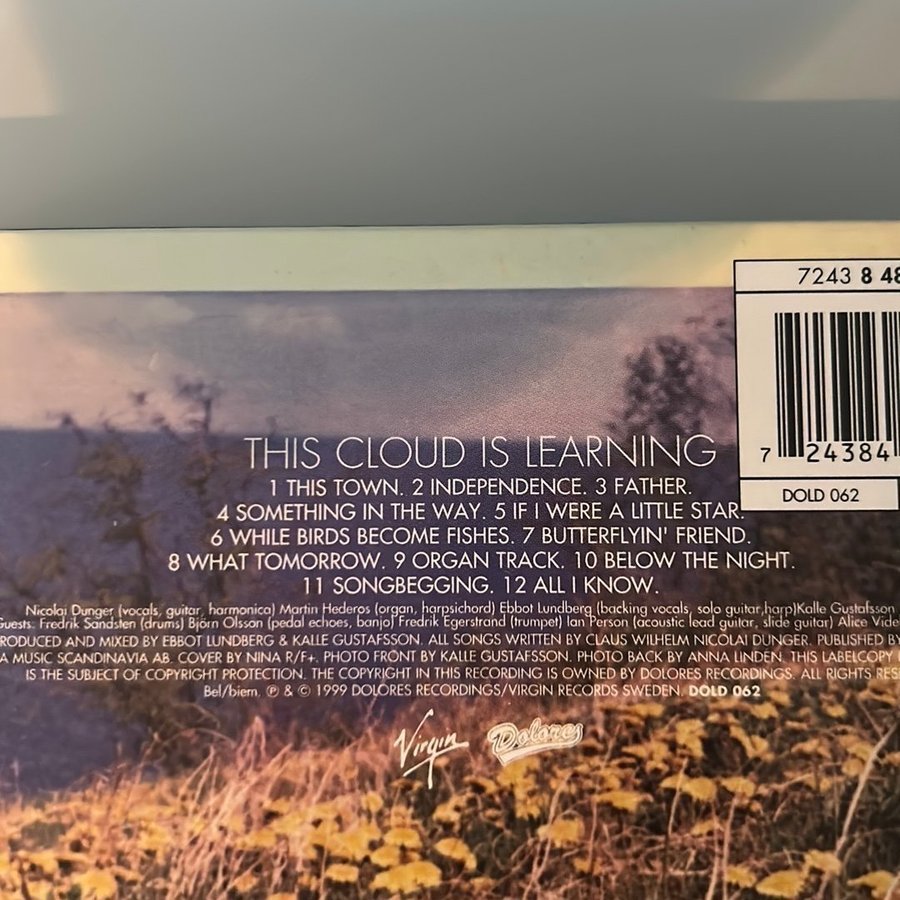 7243 8 48
7 24384
DOLD 062
THIS CLOUD IS LEARNING
1 THIS TOWN. 2 INDEPENDENCE. 3 FATHER.
4 SOMETHING IN THE WAY. 5 IF I WERE A LITTLE STAR.
6 WHILE BIRDS BECOME FISHES. 7 BUTTERFLYIN' FRIEND.
8 WHAT TOMORROW. 9 ORGAN TRACK. 10 BELOW THE NIGHT.
11 SONGBEGGING. 12 ALL I KNOW.
Nicolai Dunger (vocals, guitar, harmonica) Martin Hederos (organ, harpsichord) Ebbot Lundberg (backing vocals, solo guitar,harp)Kalle Gustafsson
Guests: Fredrik Sandsten (drums) Björn Olsson (pedal echoes, banjo) Fredrik Egerstrand (trumpet) Ian Person (acoustic lead guitar, slide guitar) Alice Vide
RODUCED AND MIXED BY EBBOT LUNDBERG & KALLE GUSTAFSSON. ALL SONGS WRITTEN BY CLAUS WILHELM NICOLAI DUNGER. PUBLISHED BY
A MUSIC SCANDINAVIA AB. COVER BY NINA R/F+. PHOTO FRONT BY KALLE GUSTAFSSON. PHOTO BACK BY ANNA LINDEN. THIS LABELCOPY
IS THE SUBJECT OF COPYRIGHT PROTECTION. THE COPYRIGHT IN THIS RECORDING IS OWNED BY DOLORES RECORDINGS. ALL RIGHTS RES
Bel/biem. ℗ & © 1999 DOLORES RECORDINGS/VIRGIN RECORDS SWEDEN. DOLD 062
Virgin Dolores